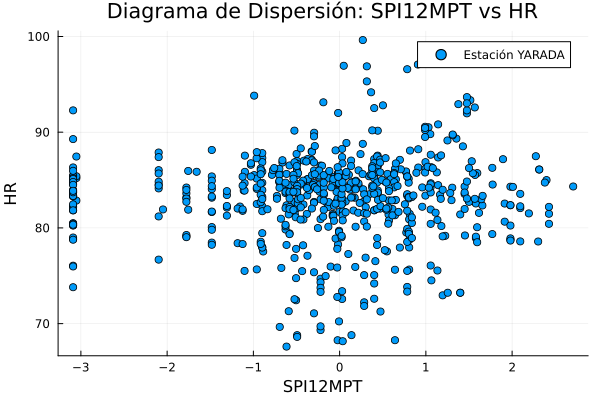 Diagrama de Dispersión: SPI12MPT vs HR
Estación YARADA
HR
100
90
80
70
−3
−2
−1
0
1
2
SPI12MPT